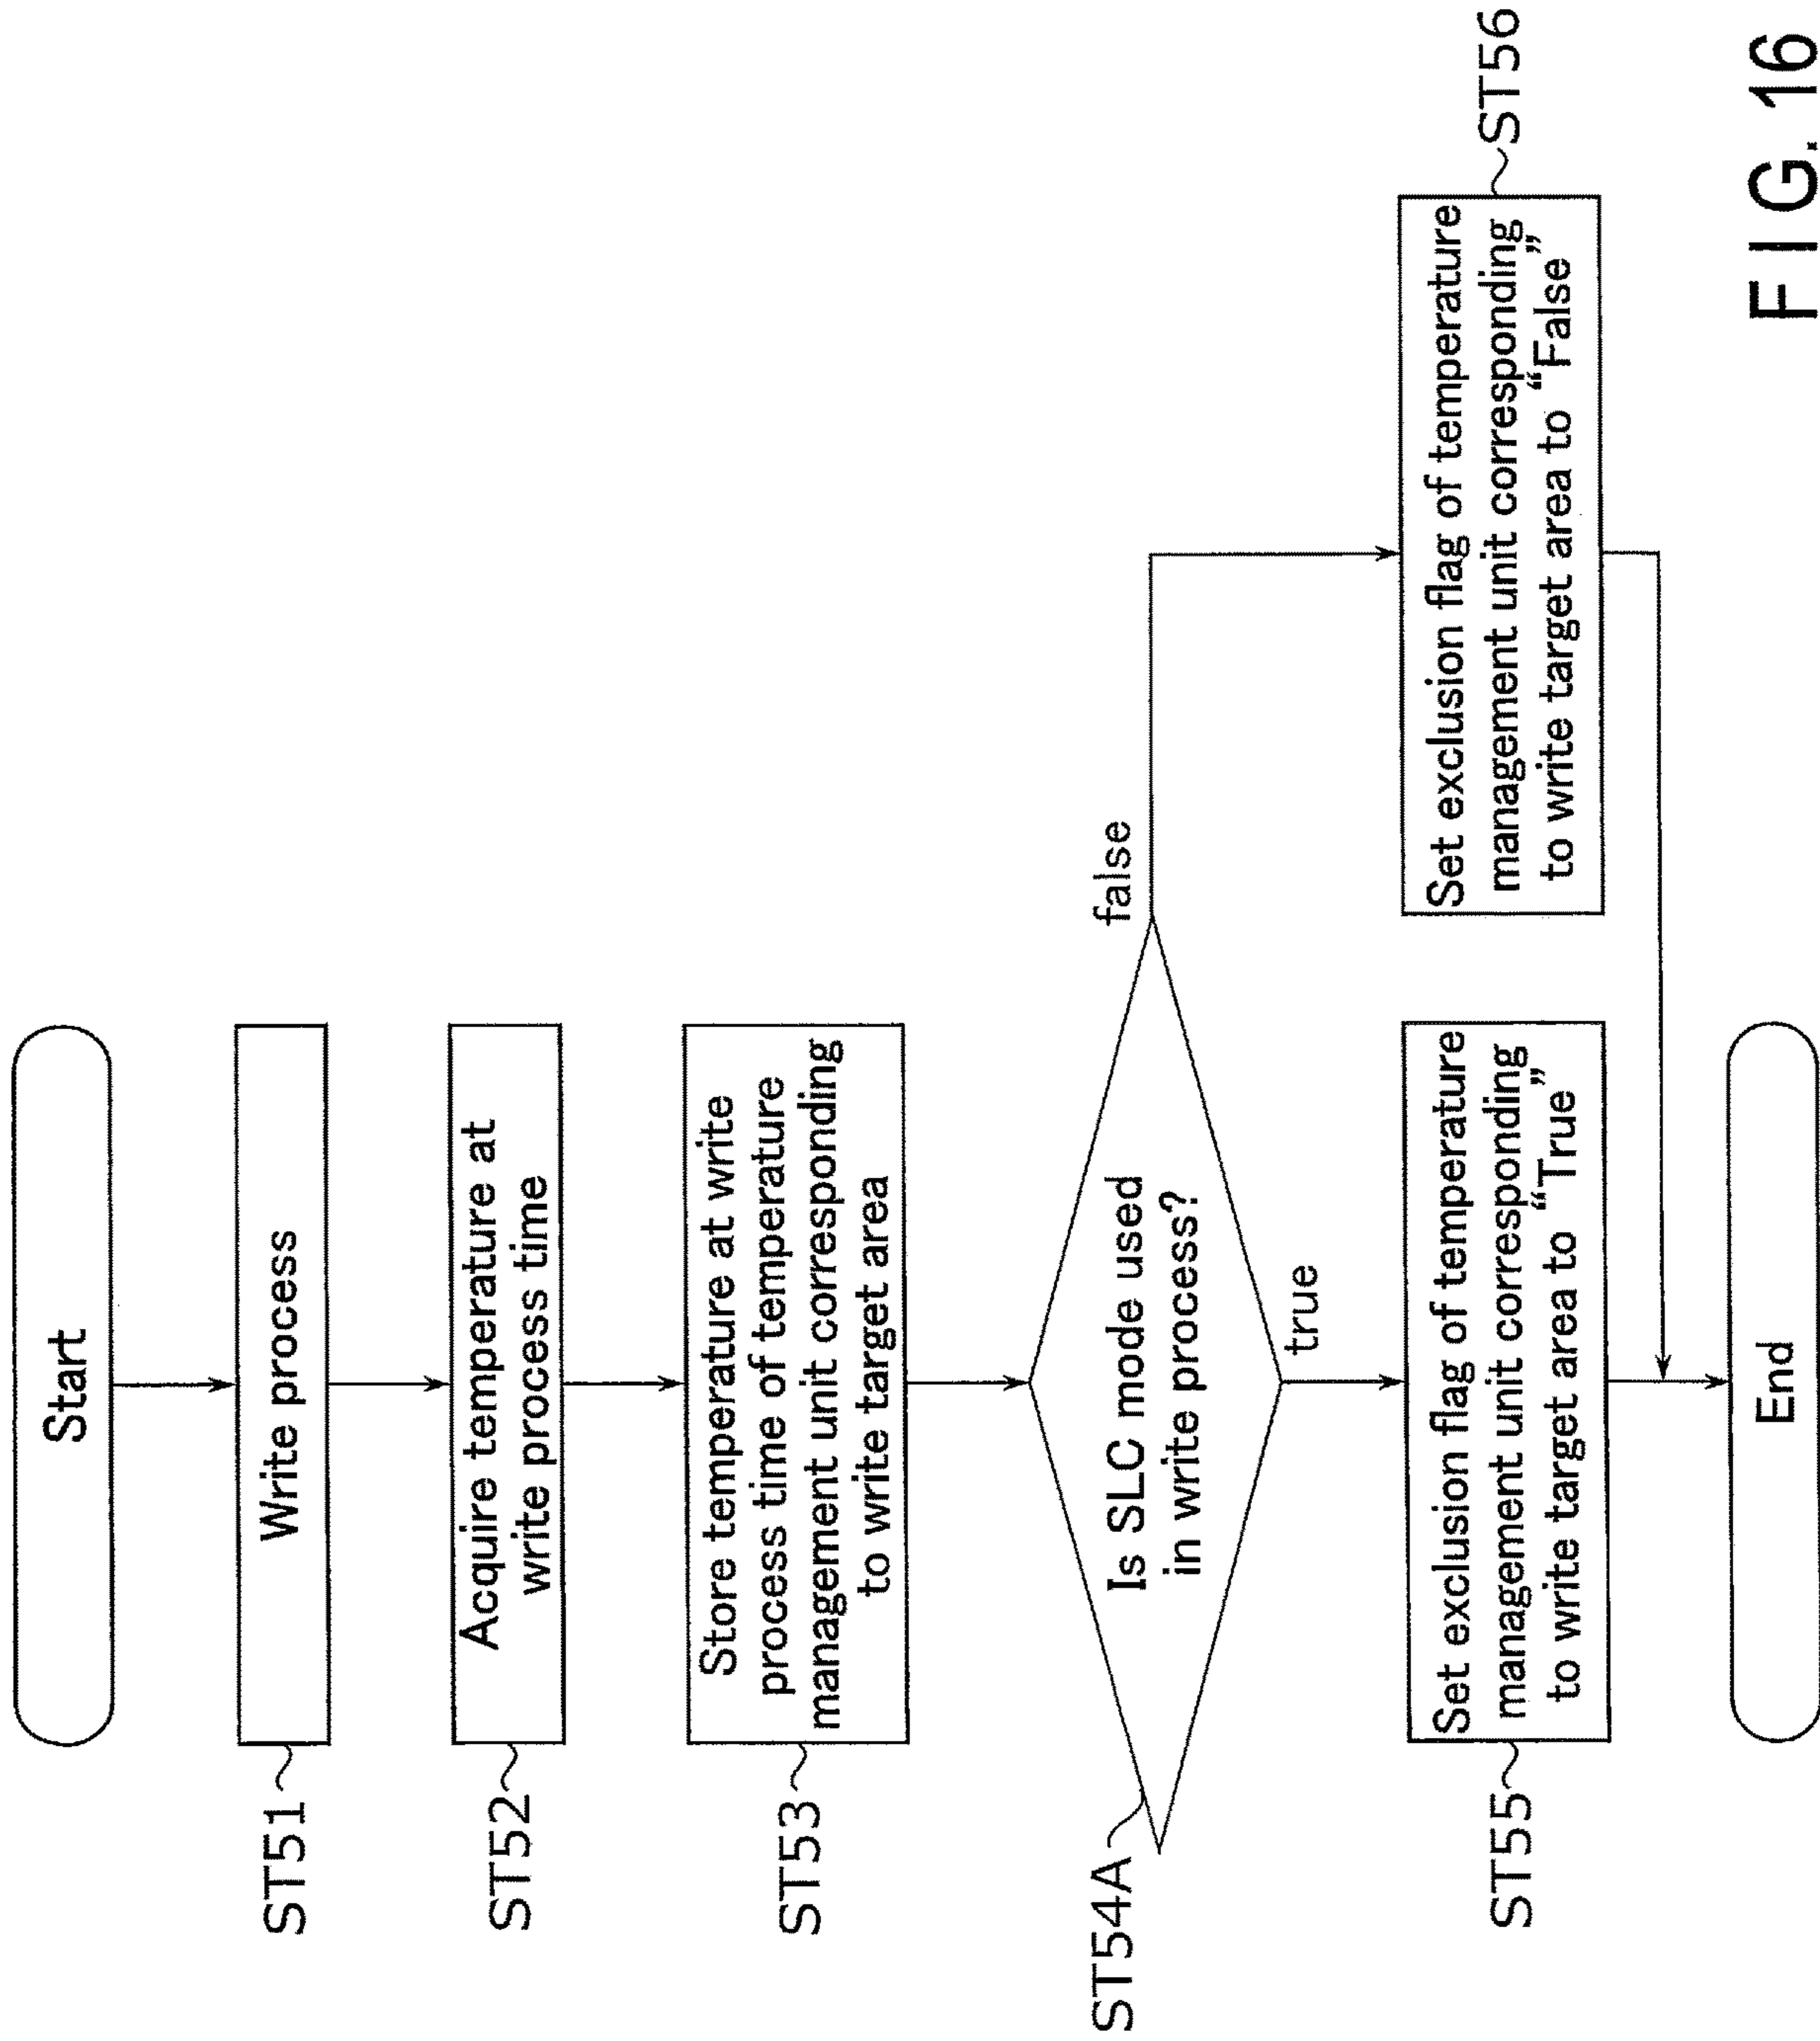 Start
ST51
Write process
ST52
Acquire temperature at
write process time
ST53
Store temperature at write
process time of temperature
management unit corresponding
to write target area
ST54A
Is SLC mode used
in write process?
false
true
ST55
Set exclusion flag of temperature
management unit corresponding
to write target area to “True”
ST56
Set exclusion flag of temperature
management unit corresponding
to write target area to “False”
End
FIG. 16